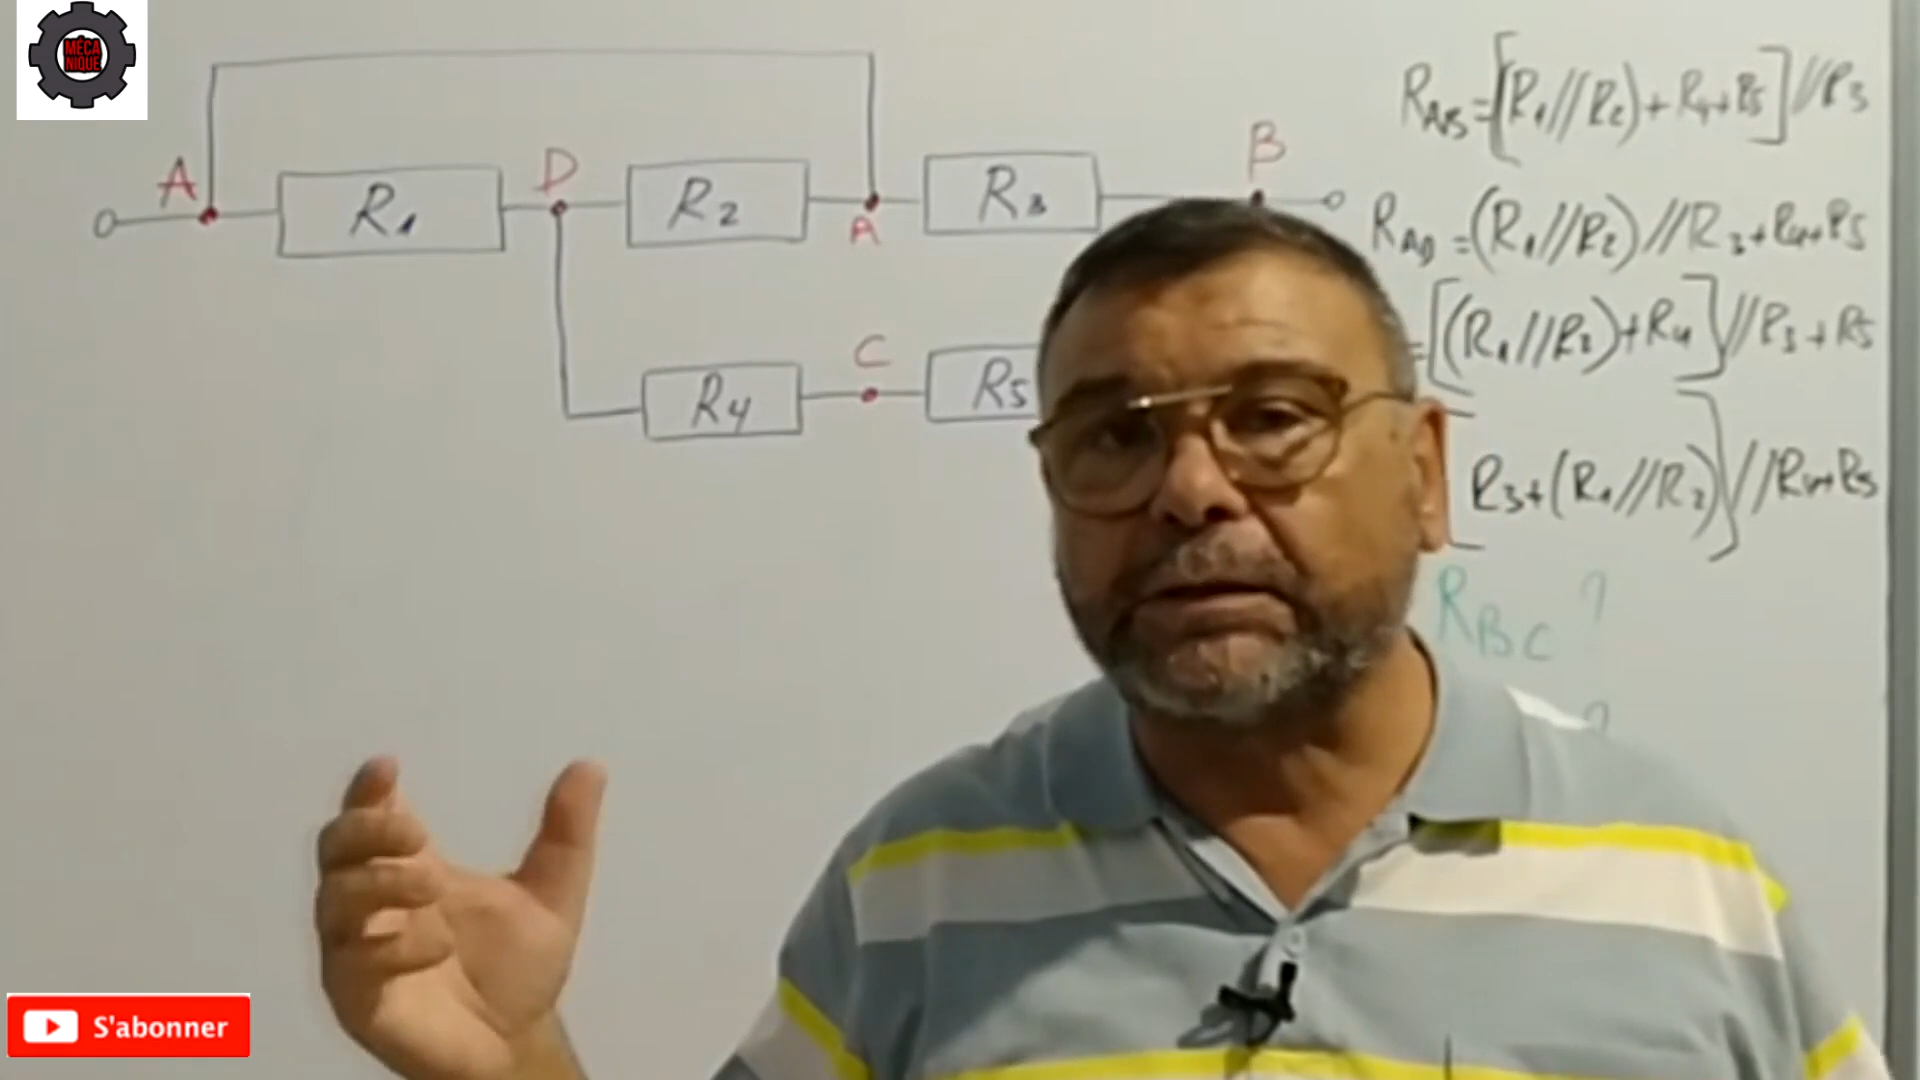 MÉCA
NIQUE
A
R1
D
R2
A
R3
B
R4
C
R5
RAB=[(R1//R2)+R4+R5]//R3
RAD=(R1//R2)//R3+R4+R5
=[(R1//R2)+R4]//R3+R5
[R3+(R1//R2)]//R4+R5
RBC ?
?
S'abonner